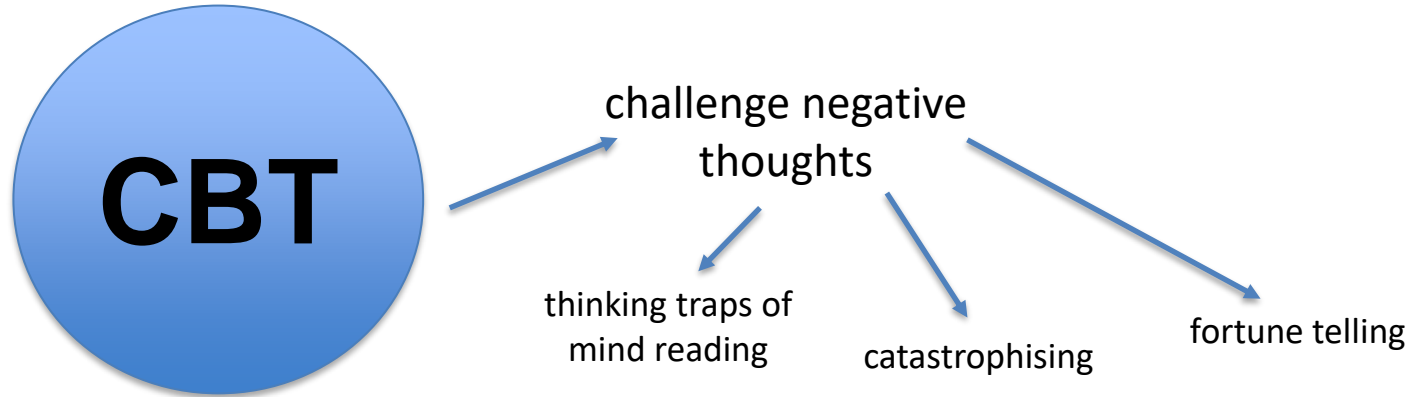 CBT
challenge negative
thoughts
thinking traps of
mind reading
catastrophising
fortune telling